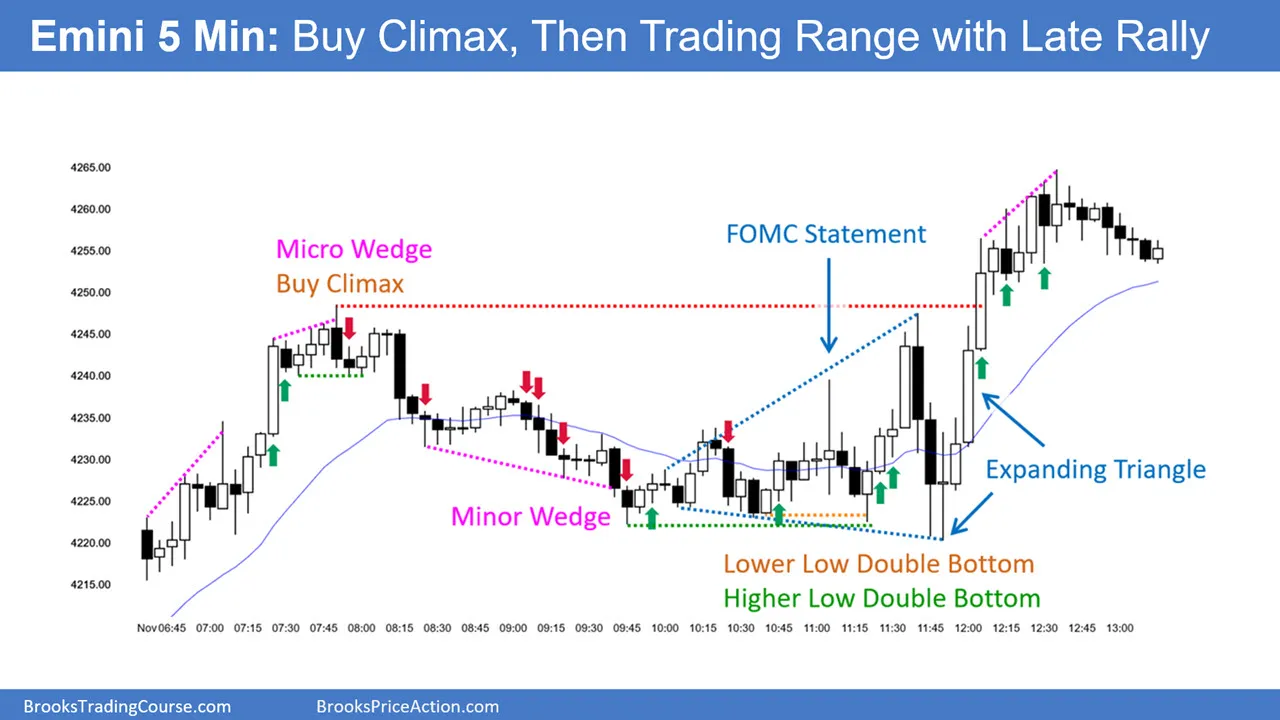 Emini 5 Min: Buy Climax, Then Trading Range with Late Rally
4265.00
4260.00
4255.00
4250.00
4245.00
4240.00
4235.00
4230.00
4225.00
4220.00
4215.00
Micro Wedge
Buy Climax
FOMC Statement
Expanding Triangle
Minor Wedge
Lower Low Double Bottom
Higher Low Double Bottom
Nov 06:45 07:00 07:15 07:30 07:45 08:00 08:15 08:30 08:45 09:00 09:15 09:30 09:45 10:00 10:15 10:30 10:45 11:00 11:15 11:30 11:45 12:00 12:15 12:30 12:45 13:00
BrooksTradingCourse.com BrooksPriceAction.com